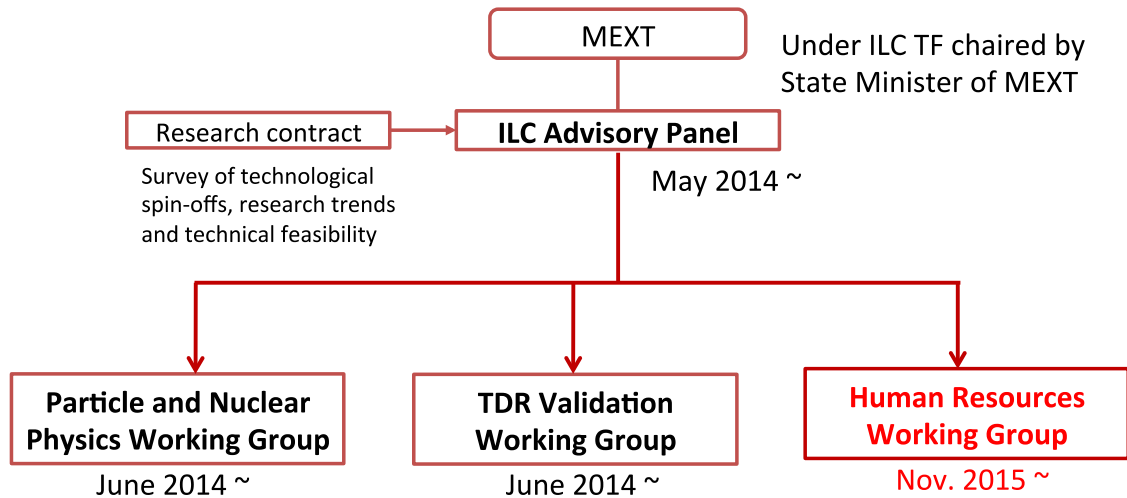 MEXT
Under ILC TF chaired by
State Minister of MEXT
Research contract
ILC Advisory Panel
Survey of technological
spin-offs, research trends
and technical feasibility
May 2014 ~
Particle and Nuclear
Physics Working Group
June 2014 ~
TDR Validation
Working Group
June 2014 ~
Human Resources
Working Group
Nov. 2015 ~